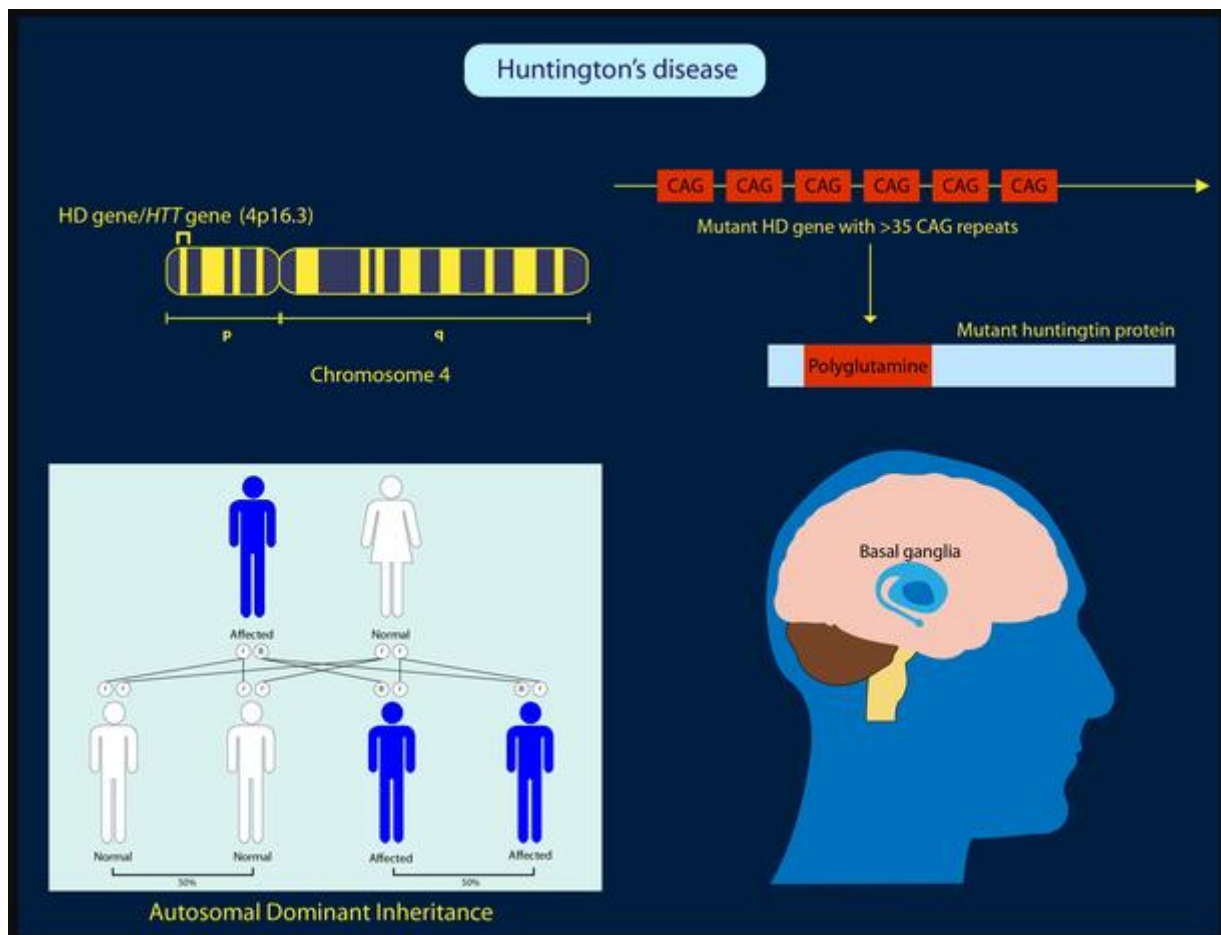 Huntington's disease
HD gene/HTT gene (4p16.3)
p
q
Chromosome 4
CAG CAG CAG CAG CAG CAG
Mutant HD gene with >35 CAG repeats
Mutant huntingtin protein
Polyglutamine
Affected
Normal
Normal
Normal
Affected
Affected
50%
50%
Autosomal Dominant Inheritance
Basal ganglia